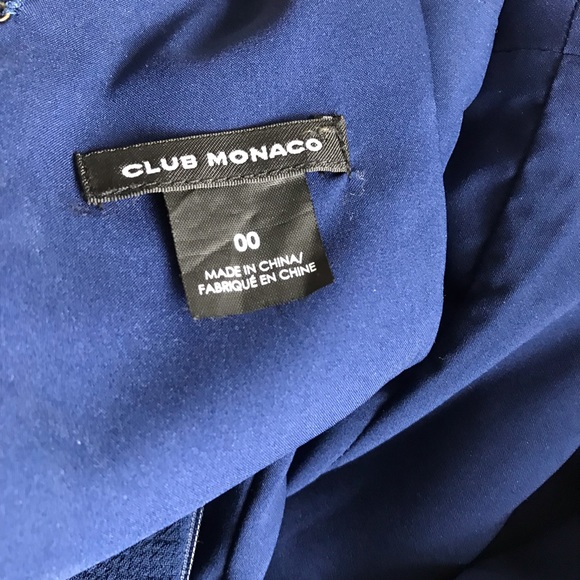 CLUB MONACO
00
MADE IN CHINA/
FABRIQUÉ EN CHINE